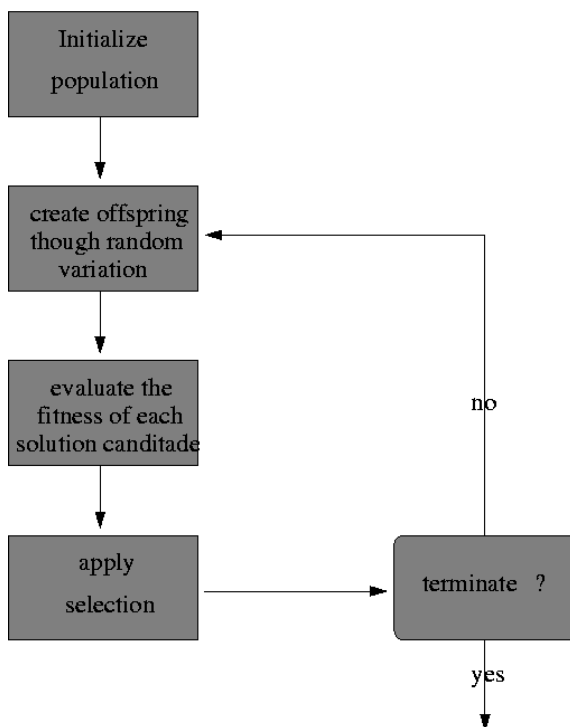 Initialize
population
create offspring
though random
variation
evaluate the
fitness of each
solution canditade
no
apply
selection
terminate ?
yes